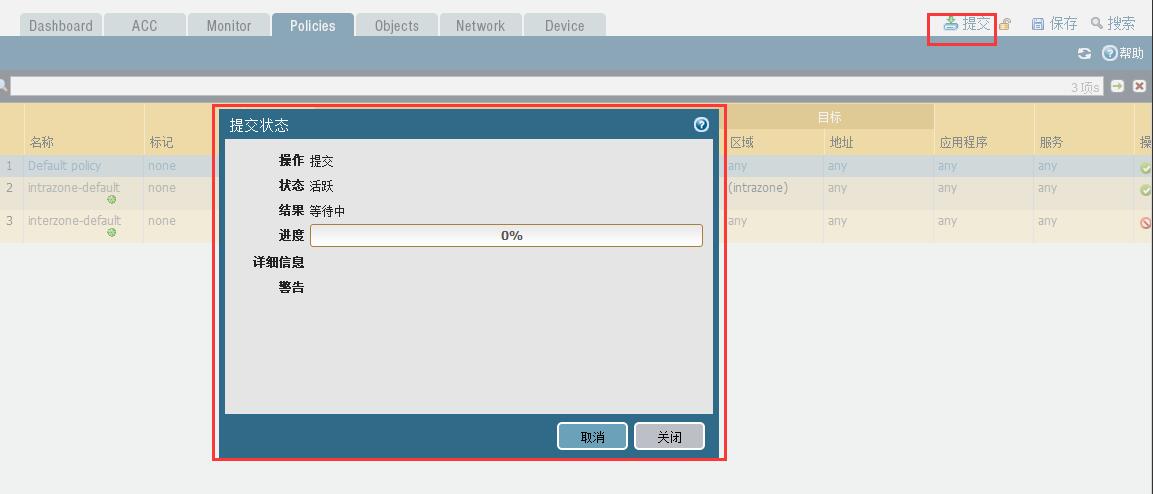 Dashboard ACC Monitor Policies Objects Network Device 提交 保存 搜索
帮助
3 项s
目标
名称 标记 区域 地址 应用程序 服务 操
1 Default policy none any any any any
2 intrazone-default none (intrazone) any any any
3 interzone-default none any any any any
提交状态
操作 提交
状态 活跃
结果 等待中
进度 0%
详细信息
警告
取消 关闭